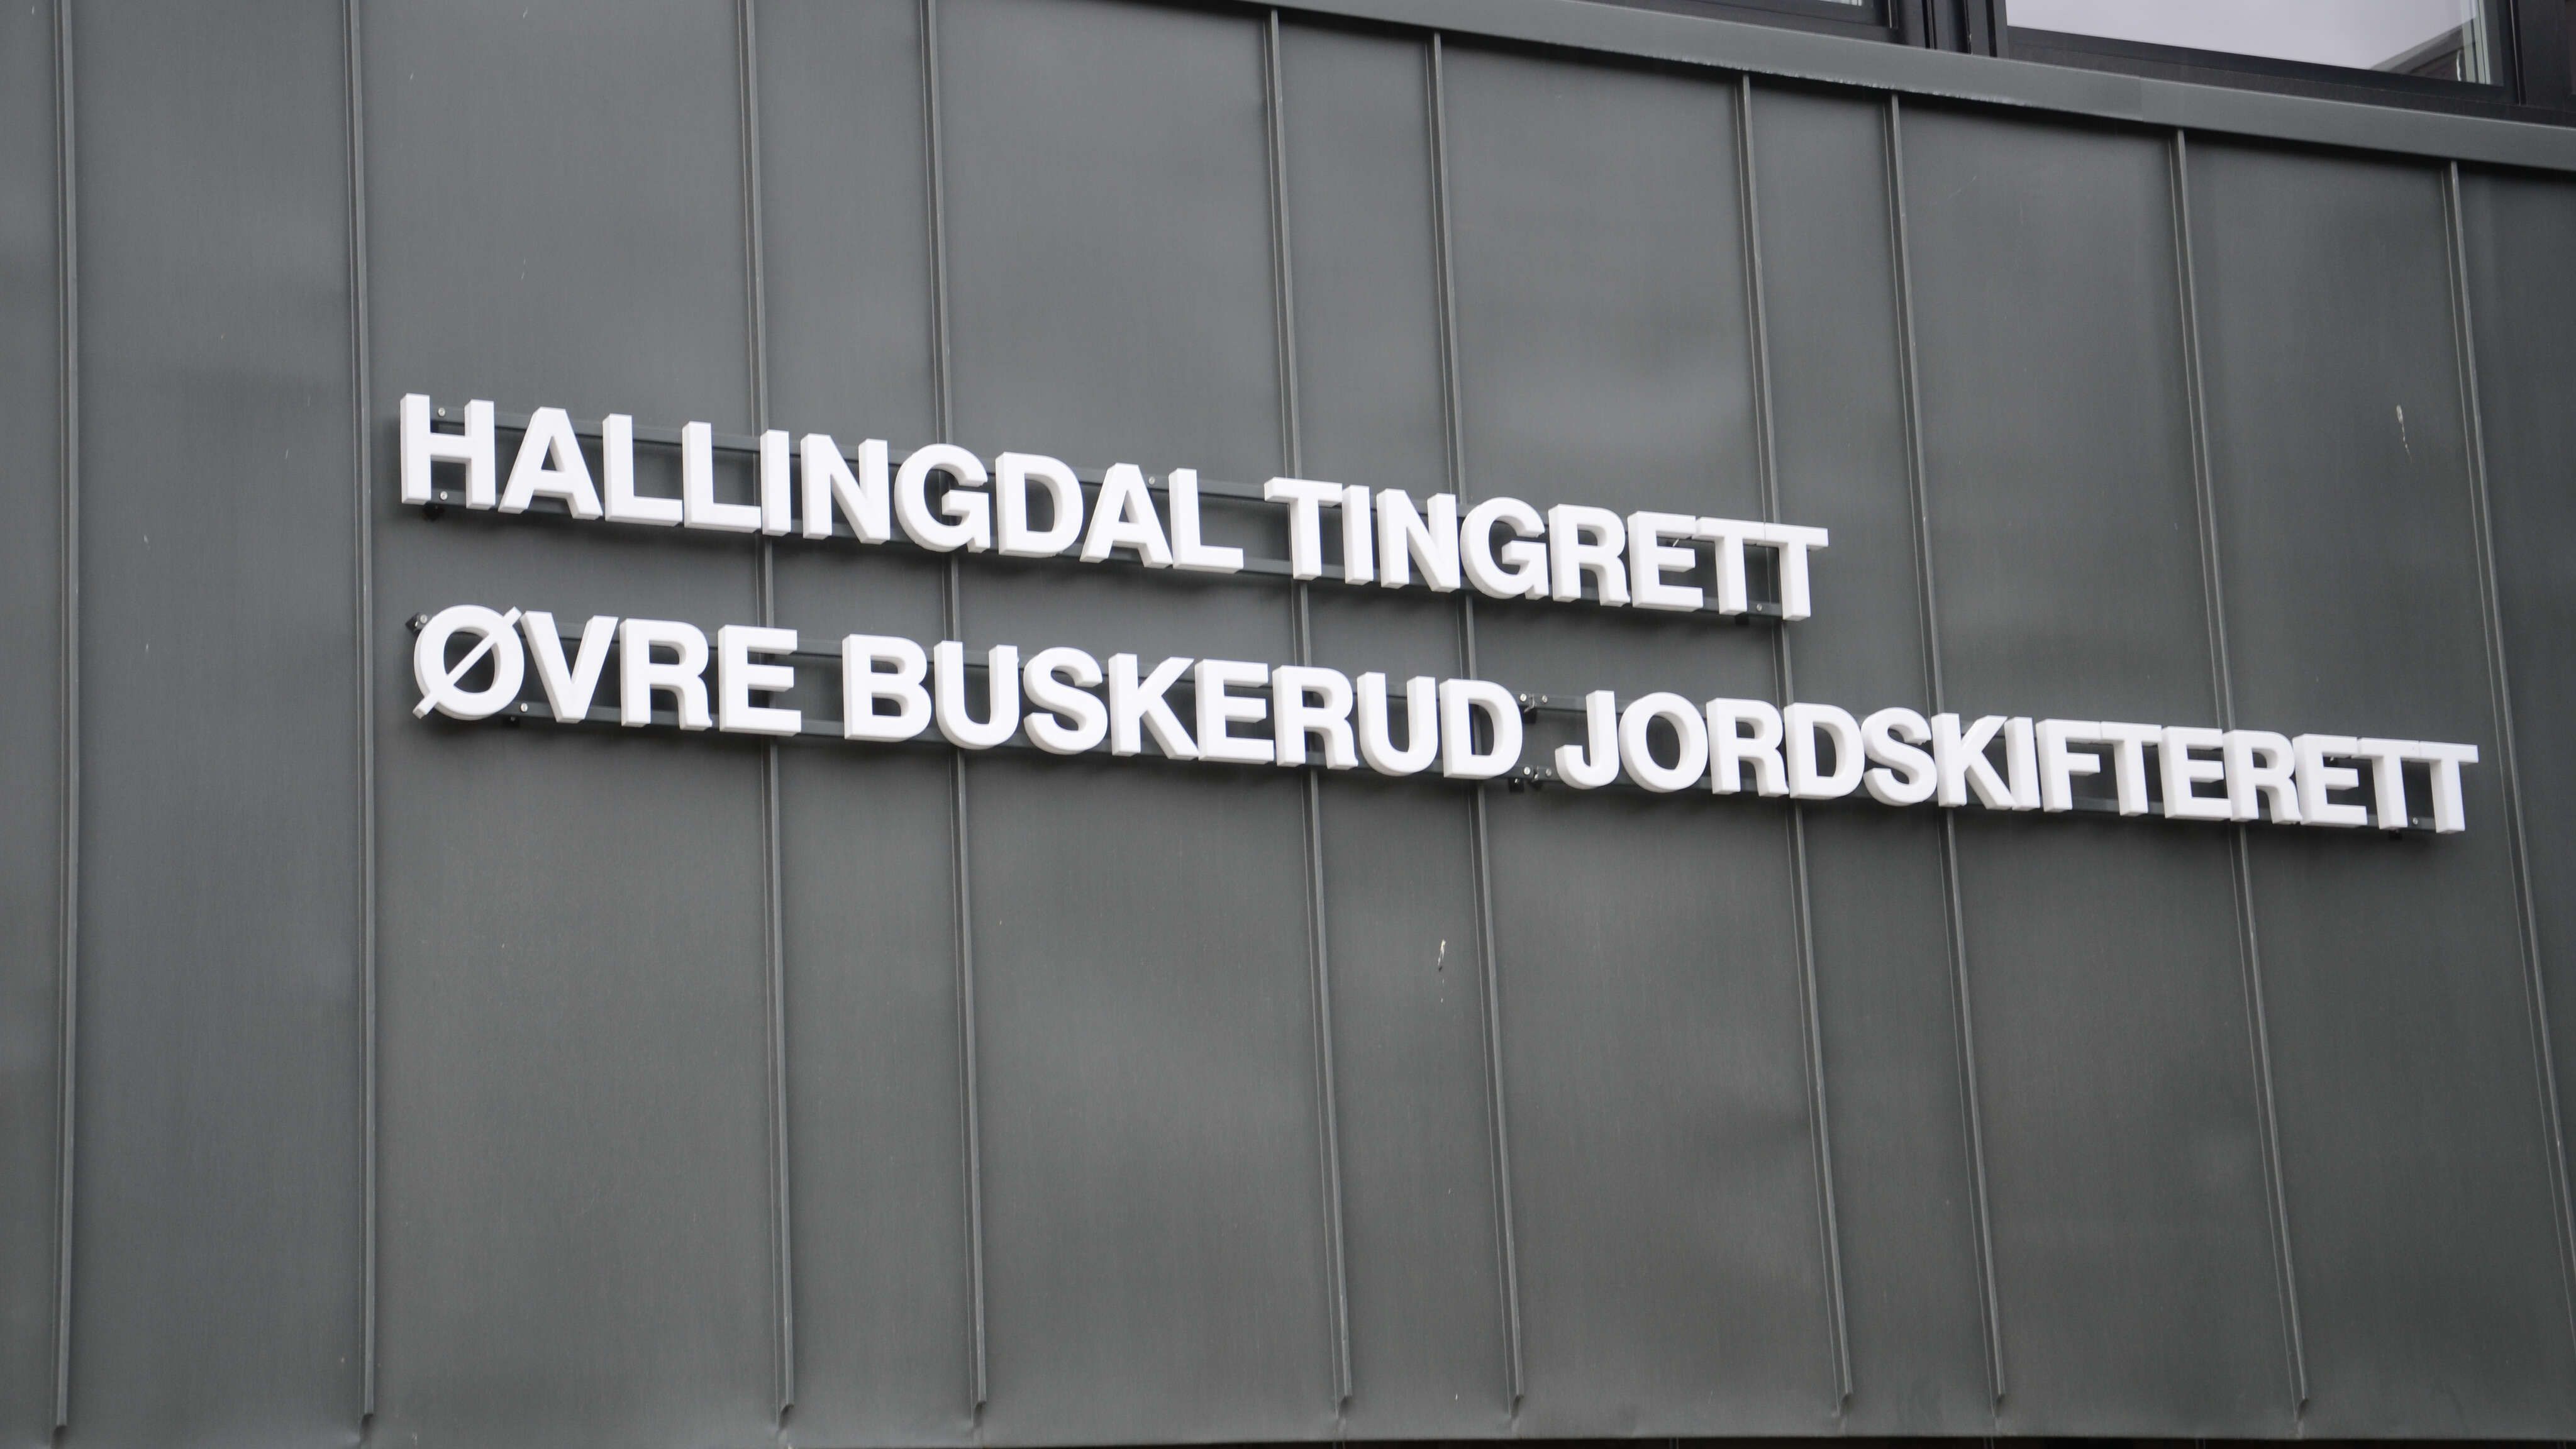 HALLINGDAL TINGRETT
ØVRE BUSKERUD JORDSKIFTERETT